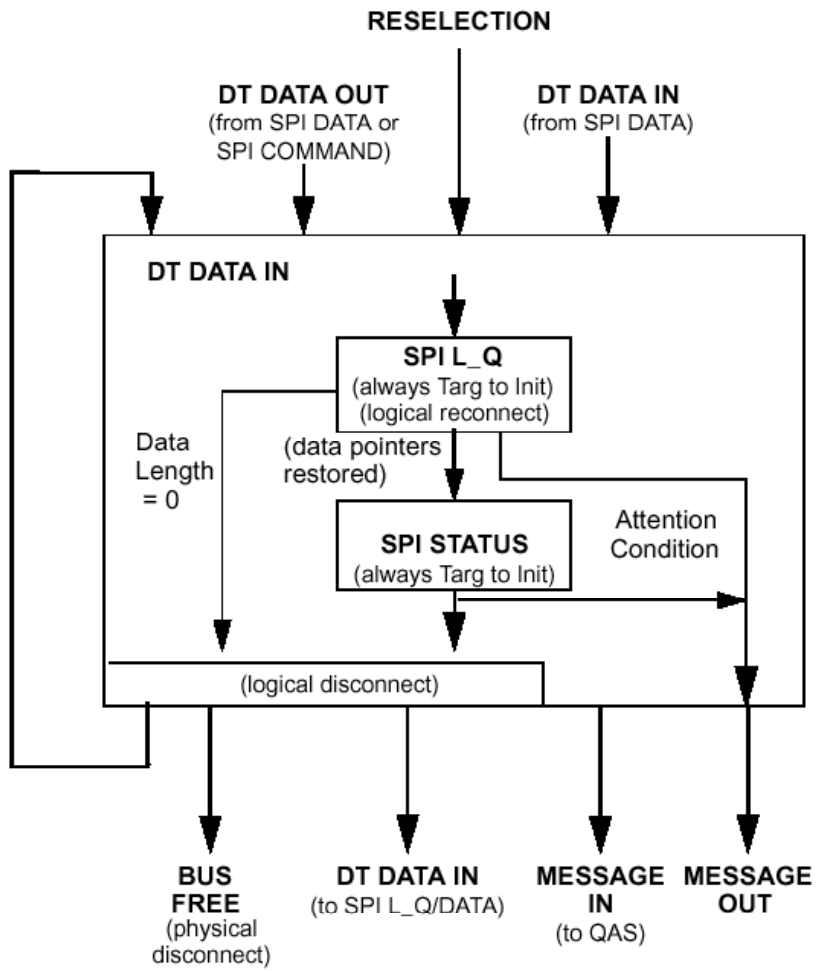 RESELECTION
DT DATA OUT
(from SPI DATA or
SPI COMMAND)
DT DATA IN
(from SPI DATA)
DT DATA IN
SPI L_Q
(always Targ to Init)
(logical reconnect)
Data
Length
= 0
(data pointers
restored)
SPI STATUS
(always Targ to Init)
Attention
Condition
(logical disconnect)
BUS
FREE
(physical
disconnect)
DT DATA IN
(to SPI L_Q/DATA)
MESSAGE
IN
(to QAS)
MESSAGE
OUT